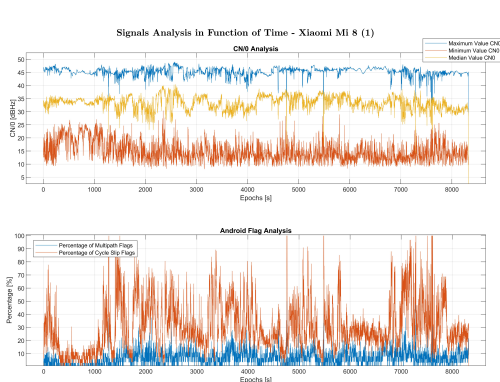 Signals Analysis in Function of Time - Xiaomi Mi 8 (1)
CN/0 Analysis
Maximum Value CN0
Minimum Value CN0
Median Value CN0
CN/0 [dBHz]
50
45
40
35
30
25
20
15
10
5
0 1000 2000 3000 4000 5000 6000 7000 8000
Epochs [s]
Android Flag Analysis
Percentage of Multipath Flags
Percentage of Cycle Slip Flags
Percentage [%]
100
90
80
70
60
50
40
30
20
10
0 1000 2000 3000 4000 5000 6000 7000 8000
Epochs [s]